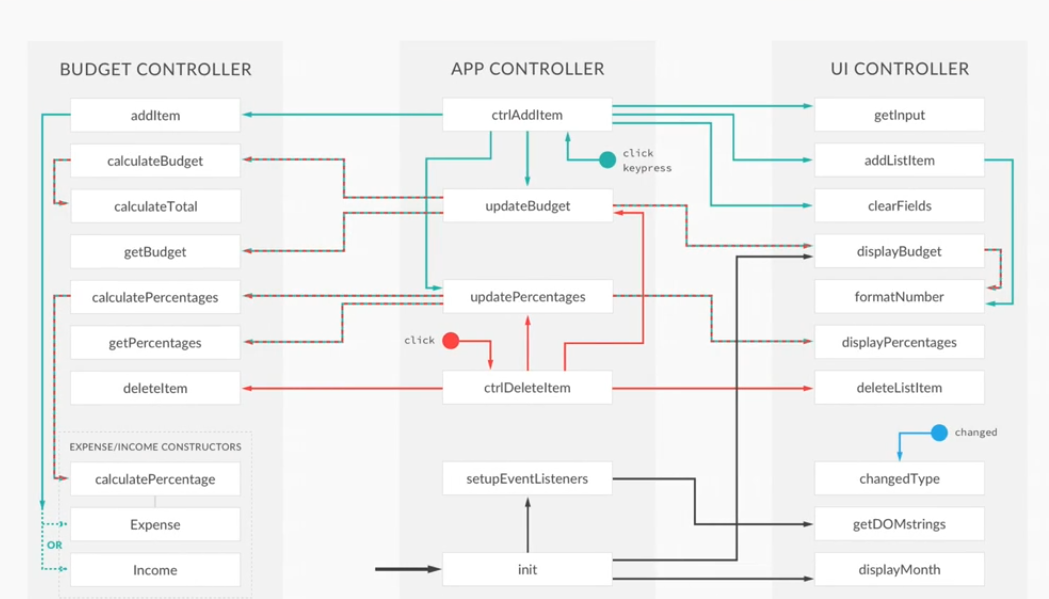 BUDGET CONTROLLER
addItem
calculateBudget
calculateTotal
getBudget
calculatePercentages
getPercentages
deleteItem
EXPENSE/INCOME CONSTRUCTORS
calculatePercentage
Expense
OR
Income
APP CONTROLLER
ctrlAddItem
click
keypress
updateBudget
updatePercentages
click
ctrlDeleteItem
setupEventListeners
init
UI CONTROLLER
getInput
addListItem
clearFields
displayBudget
formatNumber
displayPercentages
deleteListItem
changed
changedType
getDOMstrings
displayMonth